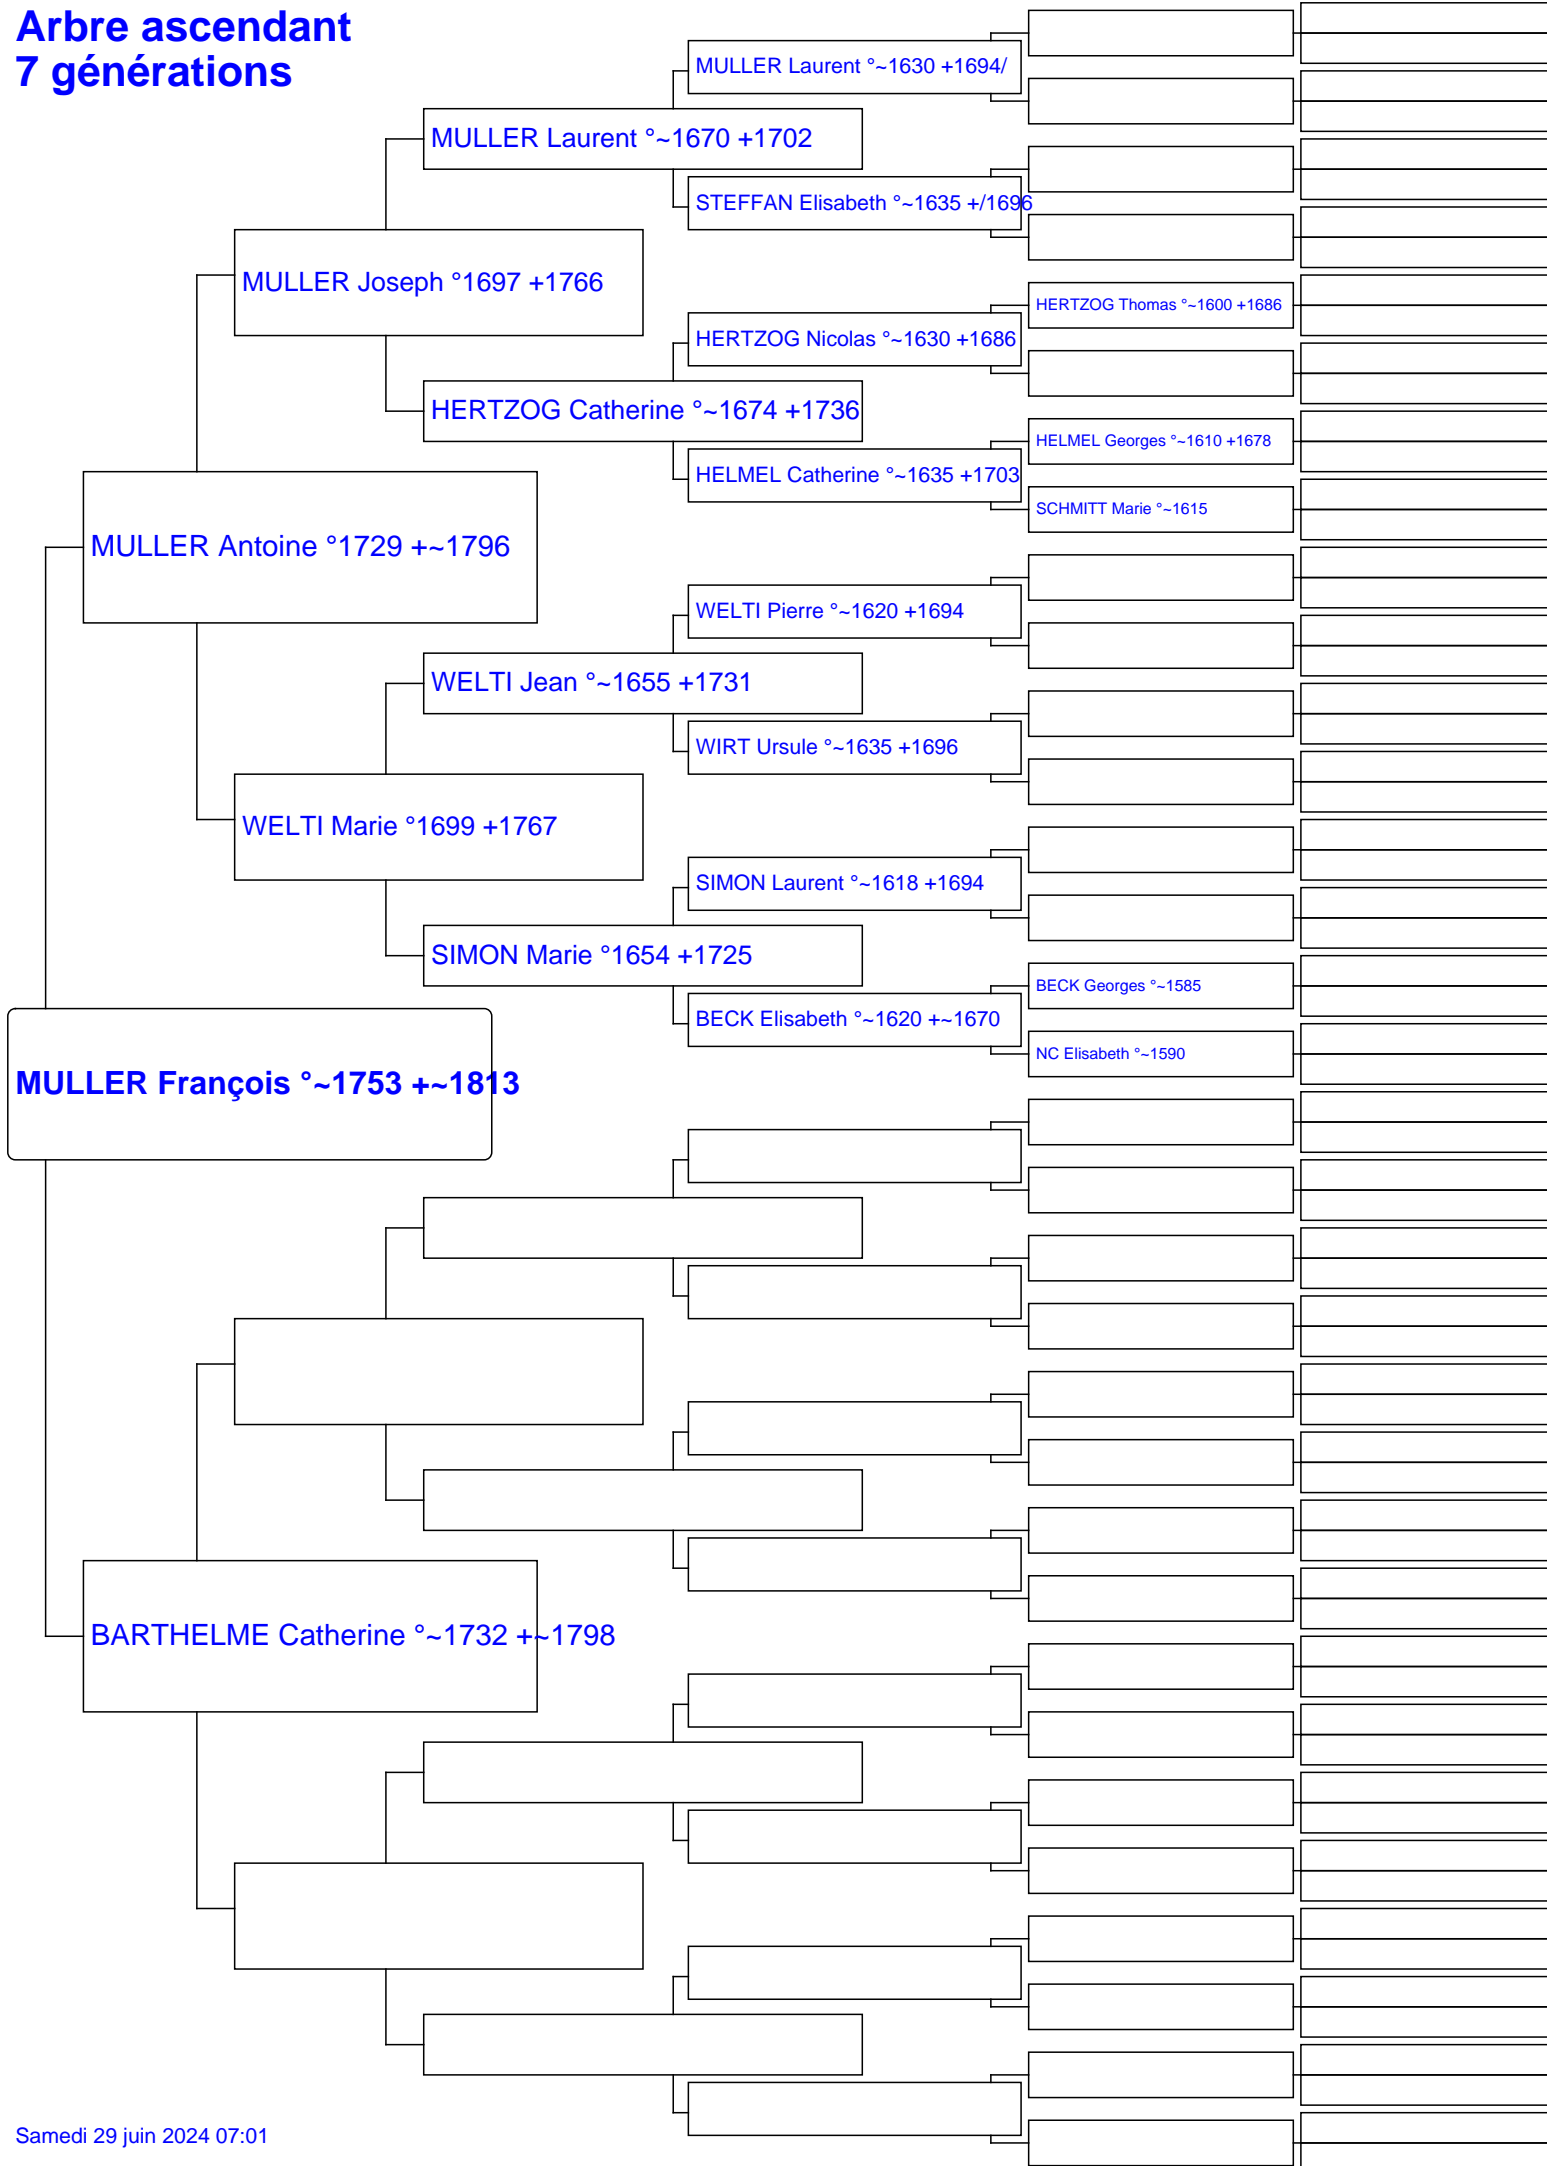 Arbre ascendant
7 générations
MULLER Laurent °~1630 +1694/
MULLER Laurent °~1670 +1702
STEFFAN Elisabeth °~1635 +/1696
MULLER Joseph °1697 +1766
HERTZOG Thomas °~1600 +1686
HERTZOG Nicolas °~1630 +1686
HERTZOG Catherine °~1674 +1736
HELMEL Georges °~1610 +1678
HELMEL Catherine °~1635 +1703
SCHMITT Marie °~1615
MULLER Antoine °1729 +~1796
WELTI Pierre °~1620 +1694
WELTI Jean °~1655 +1731
WIRT Ursule °~1635 +1696
WELTI Marie °1699 +1767
SIMON Laurent °~1618 +1694
SIMON Marie °1654 +1725
BECK Georges °~1585
BECK Elisabeth °~1620 +~1670
NC Elisabeth °~1590
MULLER François °~1753 +~1813
BARTHELME Catherine °~1732 +~1798
Samedi 29 juin 2024 07:01